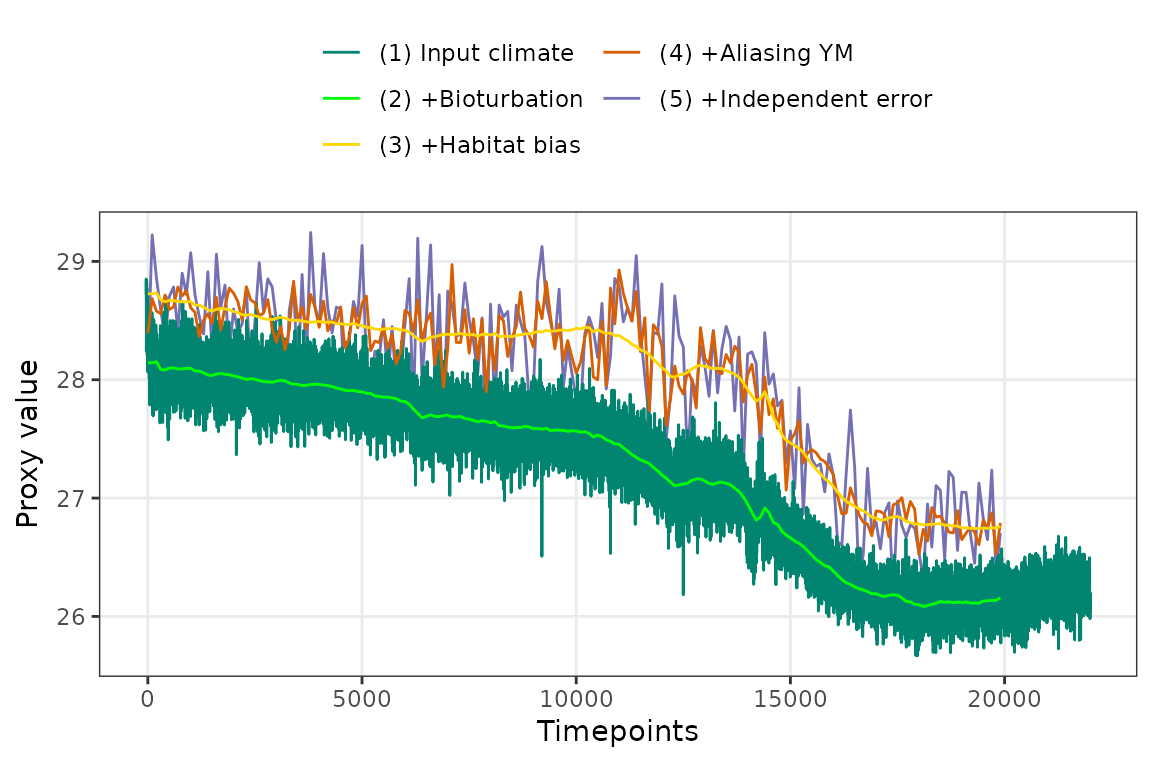 (1) Input climate (4) +Aliasing YM
(2) +Bioturbation (5) +Independent error
(3) +Habitat bias
29
28
27
26
Proxy value
0 5000 10000 15000 20000
Timepoints